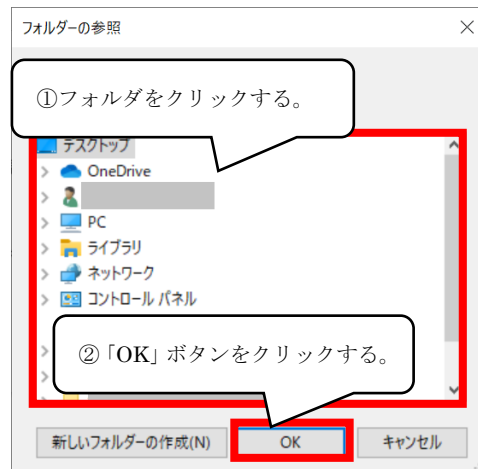 フォルダーの参照
①フォルダをクリックする。
デスクトップ
OneDrive
PC
ライブラリ
ネットワーク
コントロール パネル
②「OK」ボタンをクリックする。
新しいフォルダーの作成(N)
OK
キャンセル